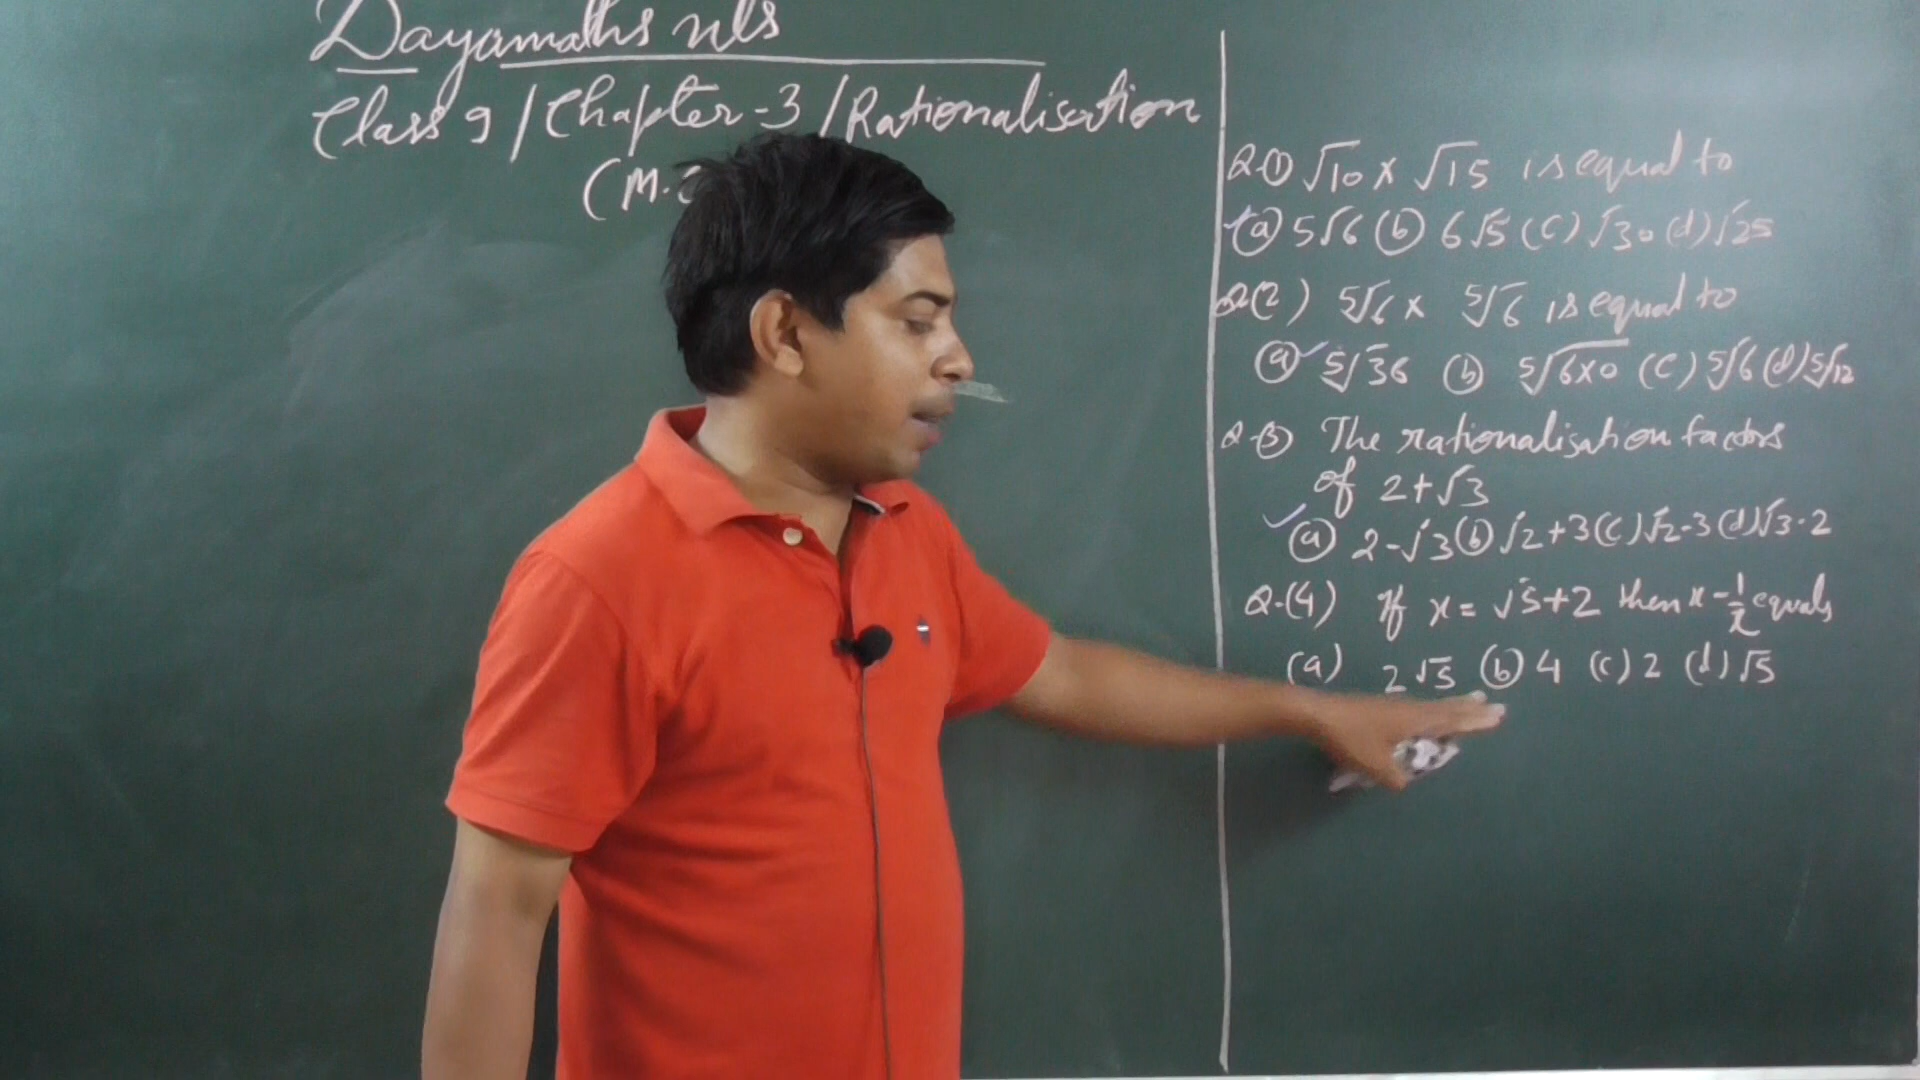 Dayamaths nls
Class 9 / Chapter-3 / Rationalisation
(M.
Q-① √10 × √15 is equal to
(a) 5√6 (b) 6√5 (c) √30 (d) √25
Q(2) ⁵√6 × ⁵√6 is equal to
(a) ⁵√36 (b) ⁵√6×0 (c) ⁵√6 (d) ⁵√12
Q-③ The rationalisation factors
of 2+√3
(a) 2-√3 (b) √2+3 (c) √2-3 (d) √3-2
Q-(4) If x = √5+2 then x - 1/x equals
(a) 2√5 (b) 4 (c) 2 (d) √5